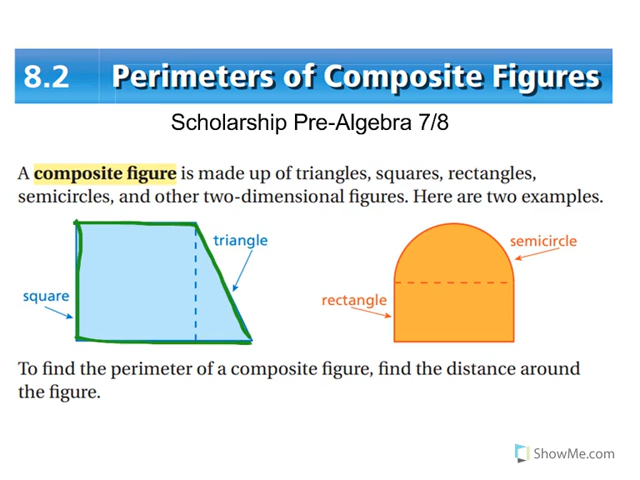 8.2 Perimeters of Composite Figures
Scholarship Pre-Algebra 7/8
A composite figure is made up of triangles, squares, rectangles,
semicircles, and other two-dimensional figures. Here are two examples.
triangle
semicircle
square
rectangle
To find the perimeter of a composite figure, find the distance around
the figure.
ShowMe.com